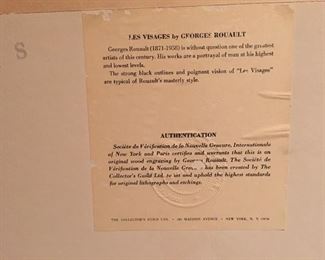 S
LES VISAGES by GEORGES ROUAULT
Georges Rouault (1871-1958) is without question one of the greatest
artists of this century. His works are a portrayal of man at his highest
and lowest levels.
The strong black outlines and poignant vision of "Les Visages"
are typical of Rouault's masterly style.
AUTHENTICATION
Société de Vérification de la Nouvelle Gravure, Internationale
of New York and Paris certifies and warrants that this is an
original wood engraving by Georges Rouault. The Société de
Vérification de la Nouvelle Gravure has been created by The
Collector's Guild Ltd. to set and uphold the highest standards
for original lithographs and etchings.
THE COLLECTOR'S GUILD LTD. MADISON AVENUE NEW YORK, N. Y.